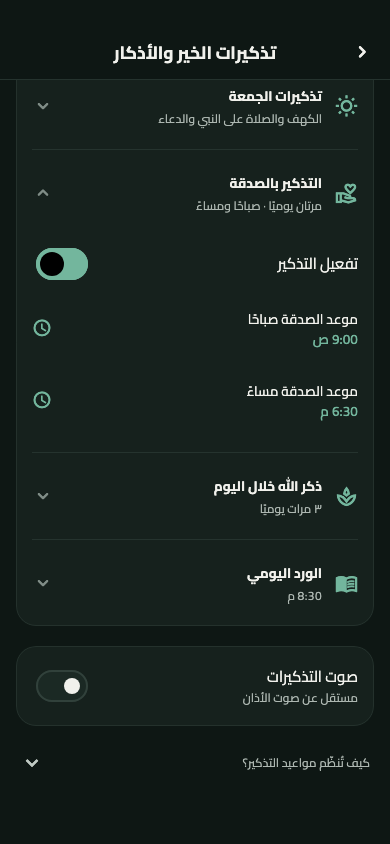 تذكيرات الخير والأذكار
تذكيرات الجمعة
الكهف والصلاة على النبي والدعاء
التذكير بالصدقة
مرتان يوميًا · صباحًا ومساءً
تفعيل التذكير
موعد الصدقة صباحًا
9:00 ص
موعد الصدقة مساءً
6:30 م
ذكر الله خلال اليوم
٣ مرات يوميًا
الورد اليومي
8:30 م
صوت التذكيرات
مستقل عن صوت الأذان
كيف تُنظَّم مواعيد التذكير؟